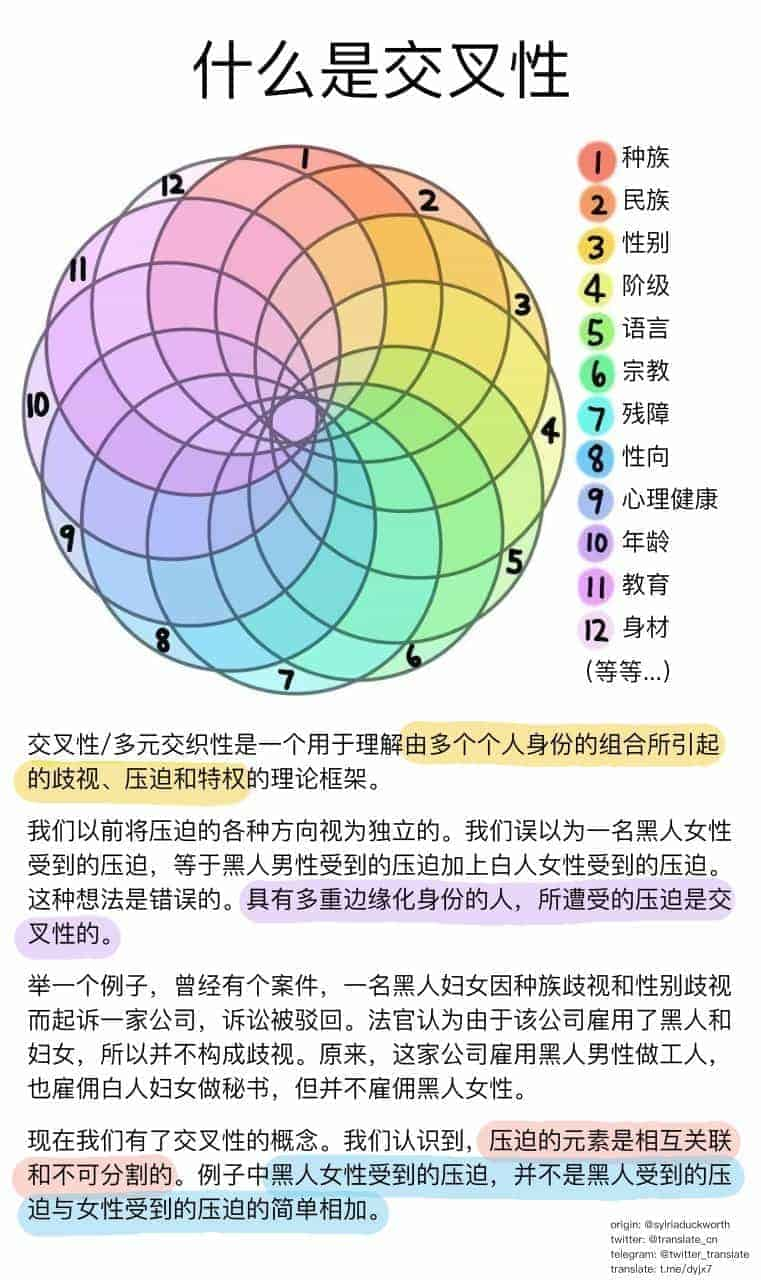 什么是交叉性
1
2
3
4
5
6
7
8
9
10
11
12
1 种族
2 民族
3 性别
4 阶级
5 语言
6 宗教
7 残障
8 性向
9 心理健康
10 年龄
11 教育
12 身材
(等等...)
交叉性/多元交织性是一个用于理解由多个个人身份的组合所引起
的歧视、压迫和特权的理论框架。
我们以前将压迫的各种方向视为独立的。我们误以为一名黑人女性
受到的压迫，等于黑人男性受到的压迫加上白人女性受到的压迫。
这种想法是错误的。具有多重边缘化身份的人，所遭受的压迫是交
叉性的。
举一个例子，曾经有个案件，一名黑人妇女因种族歧视和性别歧视
而起诉一家公司，诉讼被驳回。法官认为由于该公司雇用了黑人和
妇女，所以并不构成歧视。原来，这家公司雇用黑人男性做工人，
也雇佣白人妇女做秘书，但并不雇佣黑人女性。
现在我们有了交叉性的概念。我们认识到，压迫的元素是相互关联
和不可分割的。例子中黑人女性受到的压迫，并不是黑人受到的压
迫与女性受到的压迫的简单相加。
origin: @sylriaduckworth
twitter: @translate_cn
telegram: @twitter_translate
translate: t.me/dyjx7